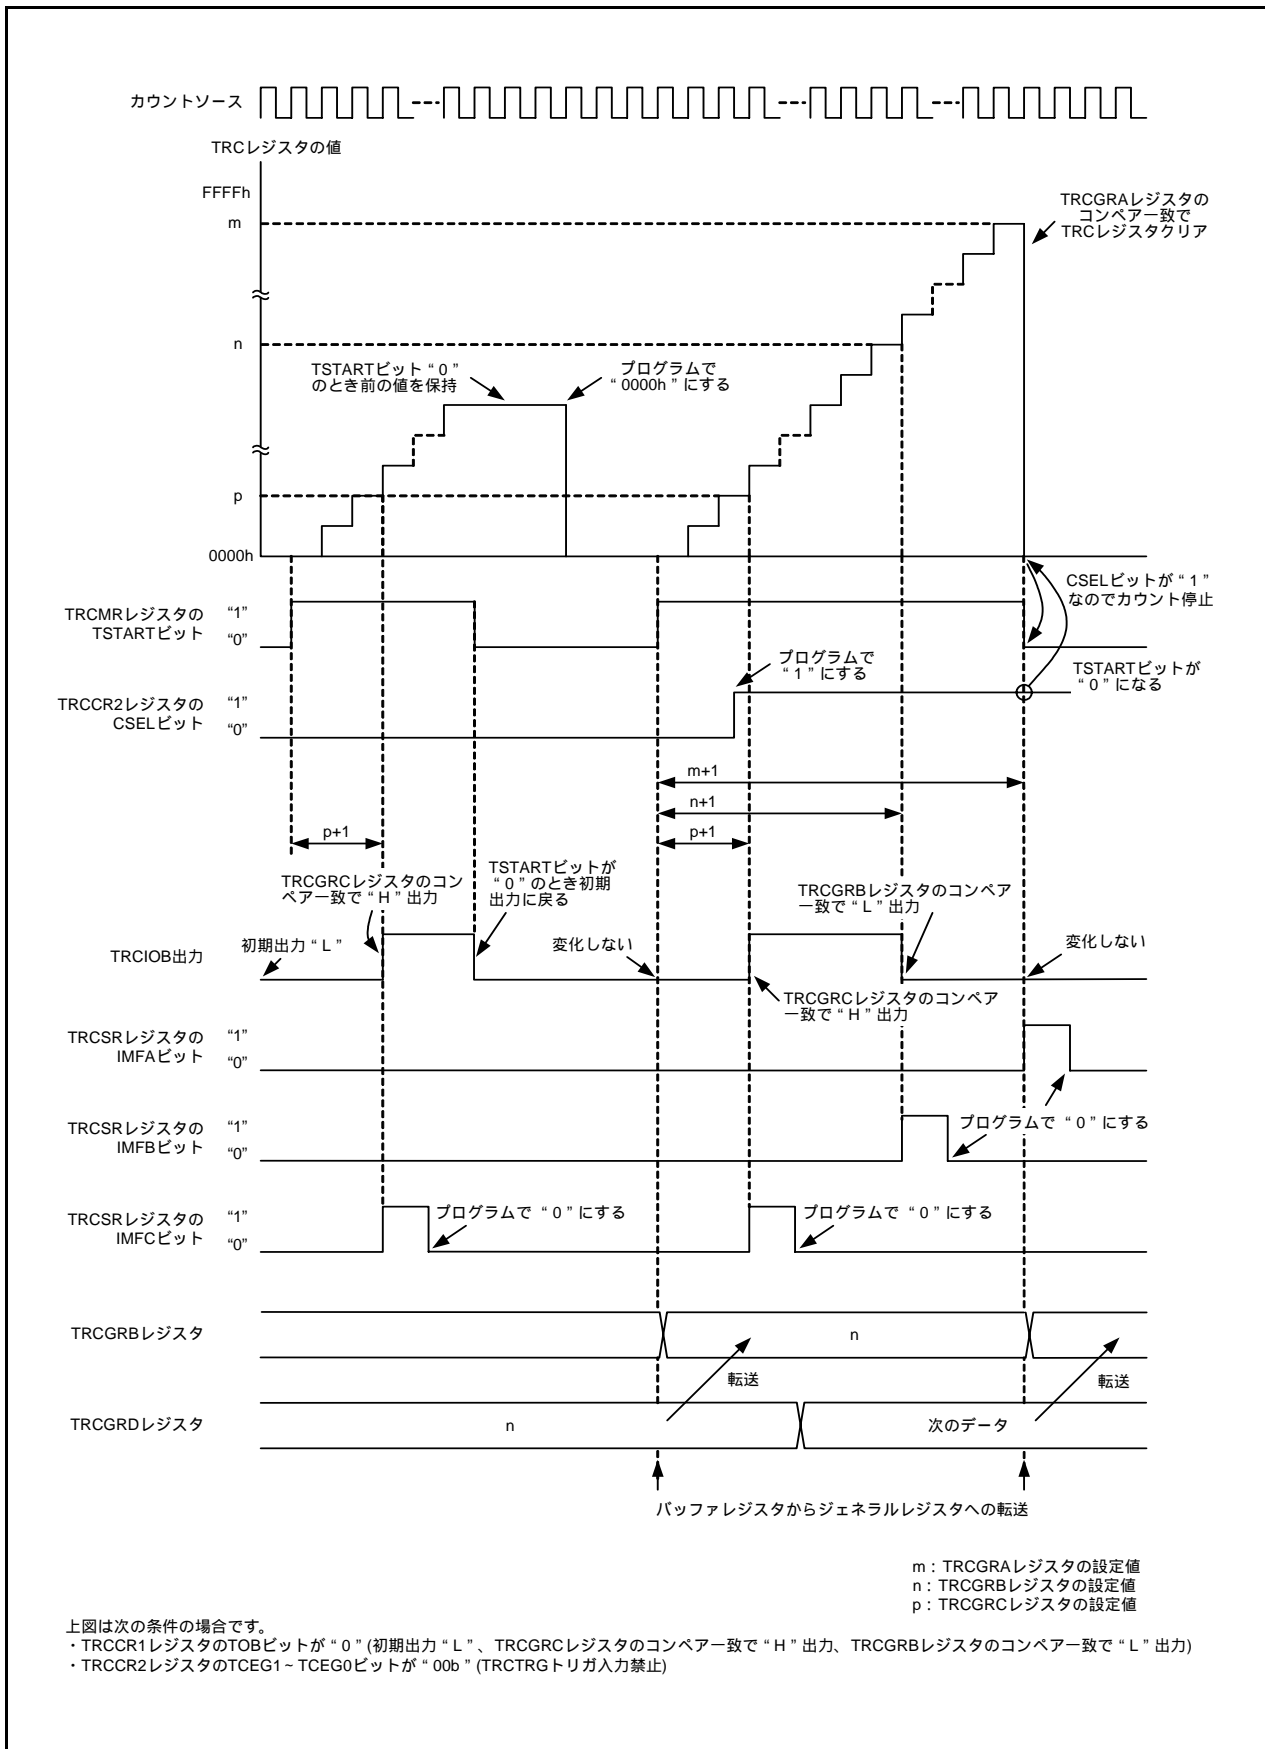 カウントソース
TRCレジスタの値
FFFFh
m
TRCGRAレジスタの
コンペア一致で
TRCレジスタクリア
n
TSTARTビット “ 0 ”
のとき前の値を保持
プログラムで
“ 0000h ” にする
p
0000h
CSELビットが “ 1 ”
なのでカウント停止
TRCMRレジスタの
TSTARTビット
“1”
“0”
プログラムで
“ 1 ” にする
TSTARTビットが
“ 0 ” になる
TRCCR2レジスタの
CSELビット
“1”
“0”
m+1
n+1
p+1
p+1
TRCGRCレジスタのコン
ペア一致で “ H ” 出力
TSTARTビットが
“ 0 ” のとき初期
出力に戻る
TRCGRBレジスタのコンペア
一致で “ L ” 出力
TRCIOB出力
初期出力 “ L ”
変化しない
変化しない
TRCGRCレジスタのコンペア
一致で “ H ” 出力
TRCSRレジスタの
IMFAビット
“1”
“0”
プログラムで “ 0 ” にする
TRCSRレジスタの
IMFBビット
“1”
“0”
TRCSRレジスタの
IMFCビット
“1”
“0”
プログラムで “ 0 ” にする
プログラムで “ 0 ” にする
TRCGRBレジスタ
n
転送
転送
TRCGRDレジスタ
n
次のデータ
バッファレジスタからジェネラルレジスタへの転送
m : TRCGRAレジスタの設定値
n : TRCGRBレジスタの設定値
p : TRCGRCレジスタの設定値
上図は次の条件の場合です。
・TRCCR1レジスタのTOBビットが “ 0 ” (初期出力 “ L ” 、TRCGRCレジスタのコンペア一致で “ H ” 出力、TRCGRBレジスタのコンペア一致で “ L ” 出力)
・TRCCR2レジスタのTCEG1 ~ TCEG0ビットが “ 00b ” (TRCTRGトリガ入力禁止)